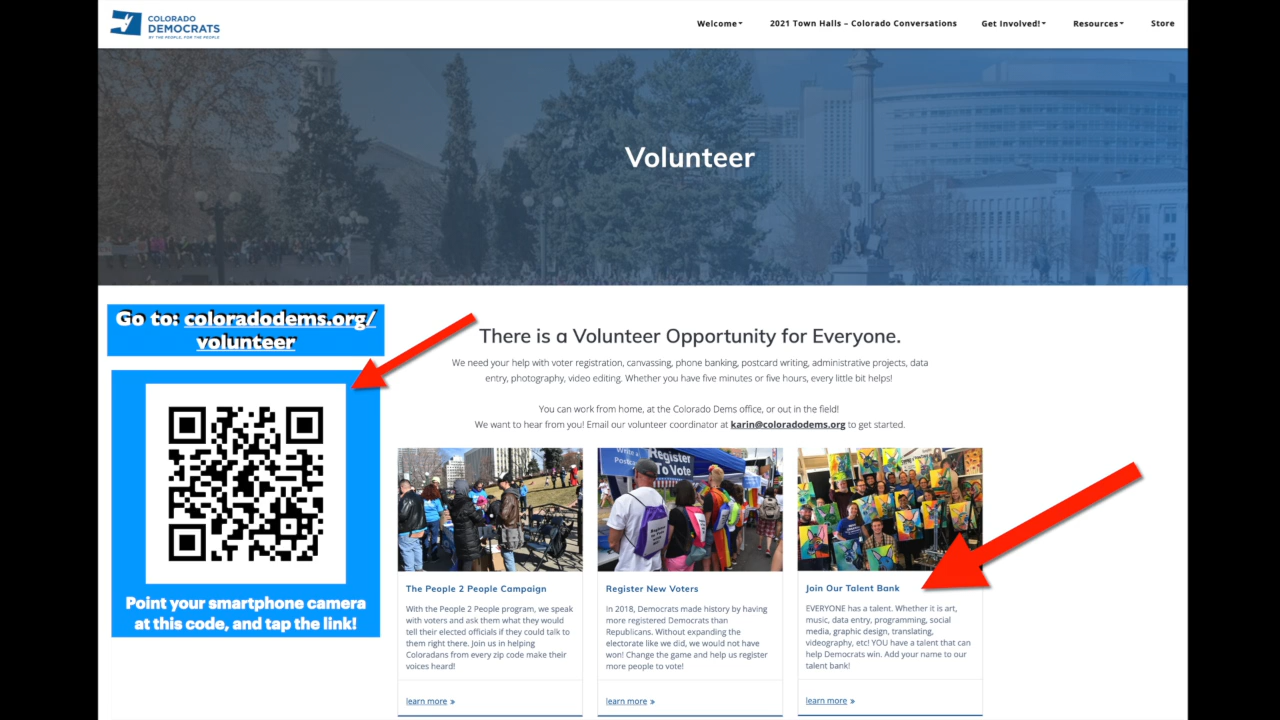 COLORADO
DEMOCRATS
BY THE PEOPLE, FOR THE PEOPLE
Welcome
2021 Town Halls – Colorado Conversations
Get Involved!
Resources
Store
Volunteer
Go to: coloradodems.org/
volunteer
There is a Volunteer Opportunity for Everyone.
We need your help with voter registration, canvassing, phone banking, postcard writing, administrative projects, data
entry, photography, video editing. Whether you have five minutes or five hours, every little bit helps!
You can work from home, at the Colorado Dems office, or out in the field!
We want to hear from you! Email our volunteer coordinator at karin@coloradodems.org to get started.
Point your smartphone camera
at this code, and tap the link!
Write a
Register
To Vote
The People 2 People Campaign
With the People 2 People program, we speak
with voters and ask them what they would
tell their elected officials if they could talk to
them right there. Join us in helping
Coloradans from every zip code make their
voices heard!
learn more »
Register New Voters
In 2018, Democrats made history by having
more registered Democrats than
Republicans. Without expanding the
electorate like we did, we would not have
won! Change the game and help us register
more people to vote!
learn more »
Join Our Talent Bank
EVERYONE has a talent. Whether it is art,
music, data entry, programming, social
media, graphic design, translating,
videography, etc! YOU have a talent that can
help Democrats win. Add your name to our
talent bank!
learn more »